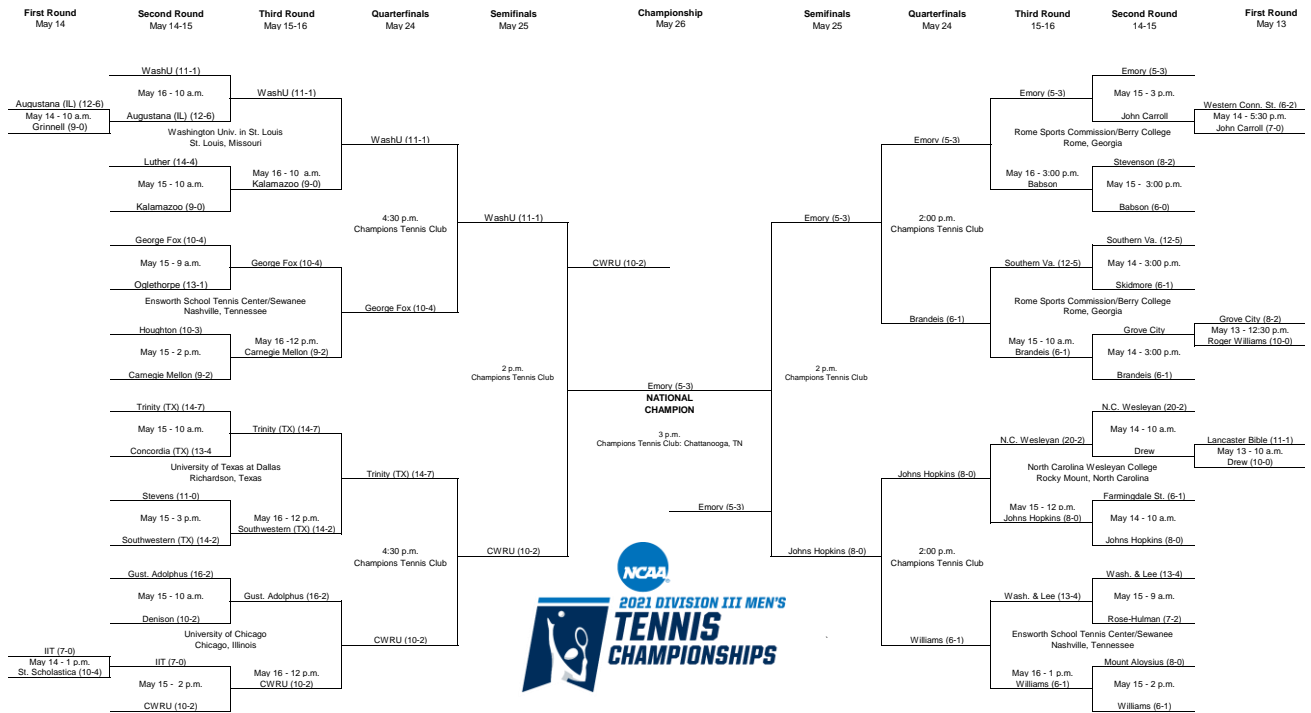 First Round
May 14
Second Round
May 14-15
Third Round
May 15-16
Quarterfinals
May 24
Semifinals
May 25
Championship
May 26
Semifinals
May 25
Quarterfinals
May 24
Third Round
15-16
Second Round
14-15
First Round
May 13
WashU (11-1)
May 16 - 10 a.m.
Augustana (IL) (12-6)
May 14 - 10 a.m.
Grinnell (9-0)
Augustana (IL) (12-6)
WashU (11-1)
Washington Univ. in St. Louis
St. Louis, Missouri
WashU (11-1)
Luther (14-4)
May 15 - 10 a.m.
Kalamazoo (9-0)
May 16 - 10 a.m.
Kalamazoo (9-0)
4:30 p.m.
Champions Tennis Club
WashU (11-1)
George Fox (10-4)
May 15 - 9 a.m.
Oglethorpe (13-1)
George Fox (10-4)
Ensworth School Tennis Center/Sewanee
Nashville, Tennessee
George Fox (10-4)
Houghton (10-3)
May 15 - 2 p.m.
Carnegie Mellon (9-2)
May 16 -12 p.m.
Carnegie Mellon (9-2)
2 p.m.
Champions Tennis Club
CWRU (10-2)
Trinity (TX) (14-7)
May 15 - 10 a.m.
Concordia (TX) (13-4
Trinity (TX) (14-7)
University of Texas at Dallas
Richardson, Texas
Trinity (TX) (14-7)
Stevens (11-0)
May 15 - 3 p.m.
Southwestern (TX) (14-2)
May 16 - 12 p.m.
Southwestern (TX) (14-2)
4:30 p.m.
Champions Tennis Club
CWRU (10-2)
Gust. Adolphus (16-2)
May 15 - 10 a.m.
Denison (10-2)
Gust. Adolphus (16-2)
University of Chicago
Chicago, Illinois
CWRU (10-2)
IIT (7-0)
May 14 - 1 p.m.
St. Scholastica (10-4)
IIT (7-0)
May 15 - 2 p.m.
CWRU (10-2)
May 16 - 12 p.m.
CWRU (10-2)
Emory (5-3)
NATIONAL
CHAMPION
3 p.m.
Champions Tennis Club: Chattanooga, TN
Emory (5-3)
NCAA
2021 DIVISION III MEN'S
TENNIS
CHAMPIONSHIPS
Emory (5-3)
May 15 - 3 p.m.
John Carroll
Western Conn. St. (6-2)
May 14 - 5:30 p.m.
John Carroll (7-0)
Emory (5-3)
Rome Sports Commission/Berry College
Rome, Georgia
Emory (5-3)
Stevenson (8-2)
May 15 - 3:00 p.m.
Babson (6-0)
May 16 - 3:00 p.m.
Babson
2:00 p.m.
Champions Tennis Club
Emory (5-3)
Southern Va. (12-5)
May 14 - 3:00 p.m.
Skidmore (6-1)
Southern Va. (12-5)
Rome Sports Commission/Berry College
Rome, Georgia
Brandeis (6-1)
Grove City (8-2)
May 13 - 12:30 p.m.
Roger Williams (10-0)
Grove City
May 14 - 3:00 p.m.
Brandeis (6-1)
May 15 - 10 a.m.
Brandeis (6-1)
2 p.m.
Champions Tennis Club
N.C. Wesleyan (20-2)
May 14 - 10 a.m.
Drew
Lancaster Bible (11-1)
May 13 - 10 a.m.
Drew (10-0)
N.C. Wesleyan (20-2)
North Carolina Wesleyan College
Rocky Mount, North Carolina
Johns Hopkins (8-0)
Farmingdale St. (6-1)
May 14 - 10 a.m.
Johns Hopkins (8-0)
May 15 - 12 p.m.
Johns Hopkins (8-0)
2:00 p.m.
Champions Tennis Club
Johns Hopkins (8-0)
Wash. & Lee (13-4)
May 15 - 9 a.m.
Rose-Hulman (7-2)
Wash. & Lee (13-4)
Ensworth School Tennis Center/Sewanee
Nashville, Tennessee
Williams (6-1)
Mount Aloysius (8-0)
May 15 - 2 p.m.
Williams (6-1)
May 16 - 1 p.m.
Williams (6-1)